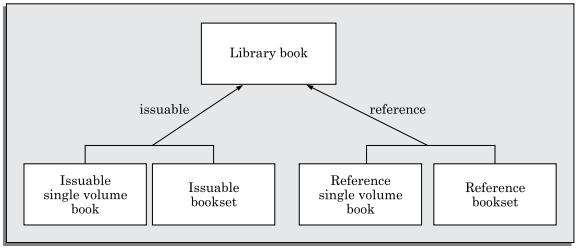 Library book
issuable
reference
Issuable
single volume
book
Issuable
bookset
Reference
single volume
book
Reference
bookset